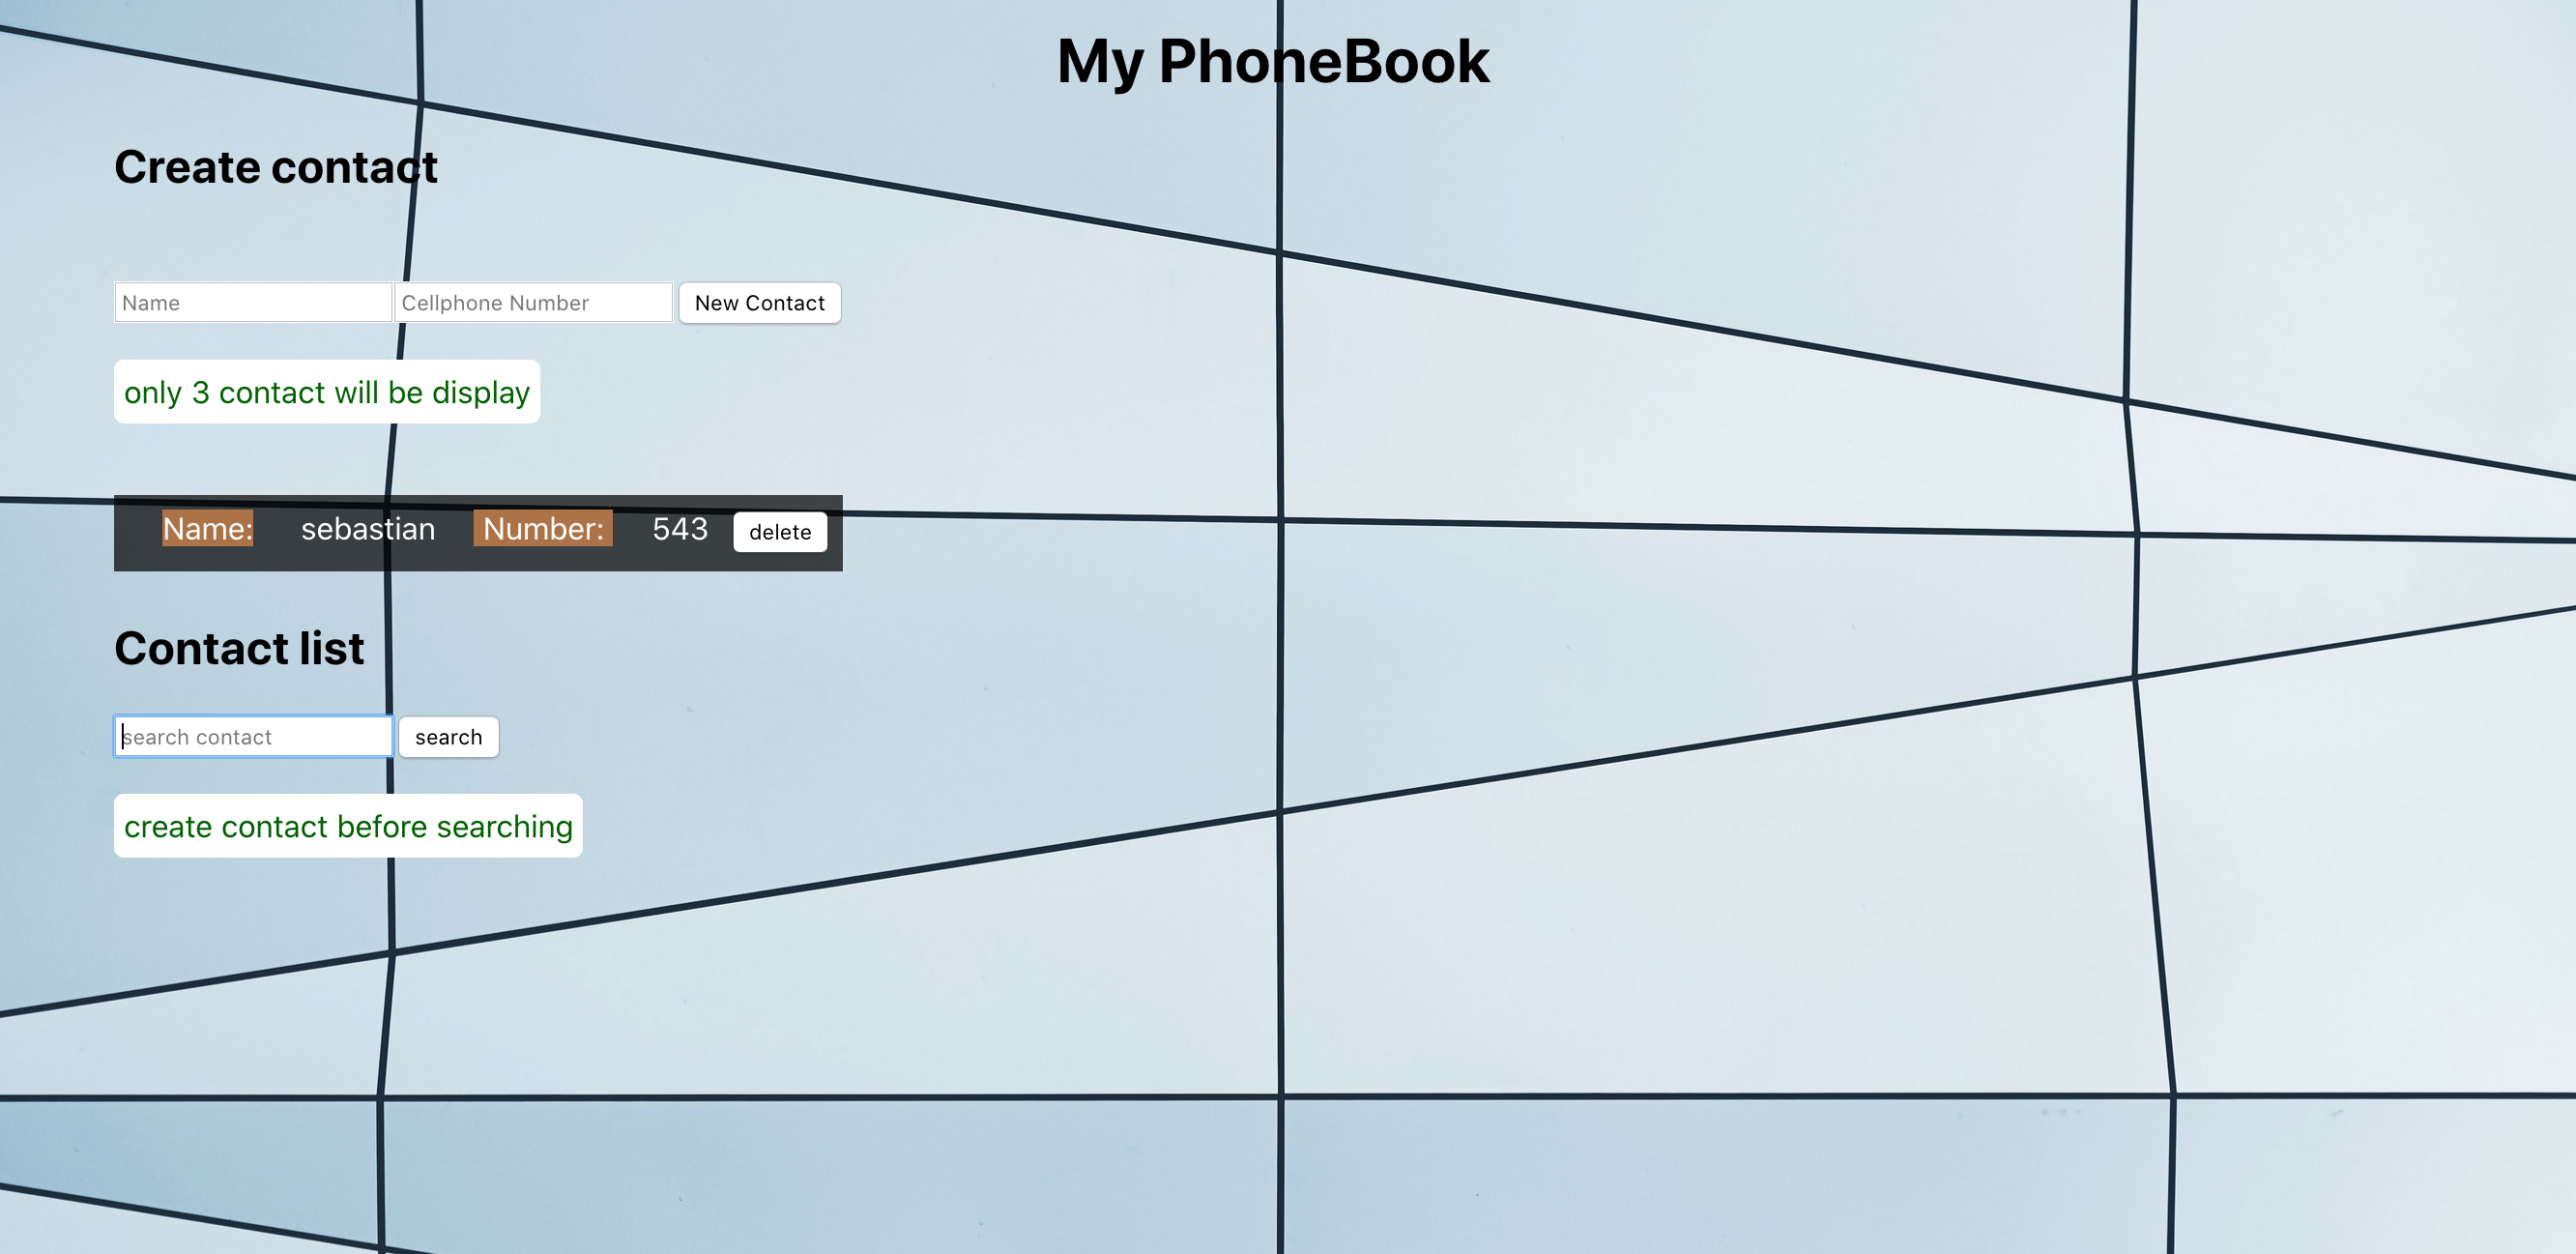 My PhoneBook
Create contact
Name Cellphone Number New Contact
only 3 contact will be display
Name: sebastian Number: 543 delete
Contact list
search contact search
create contact before searching